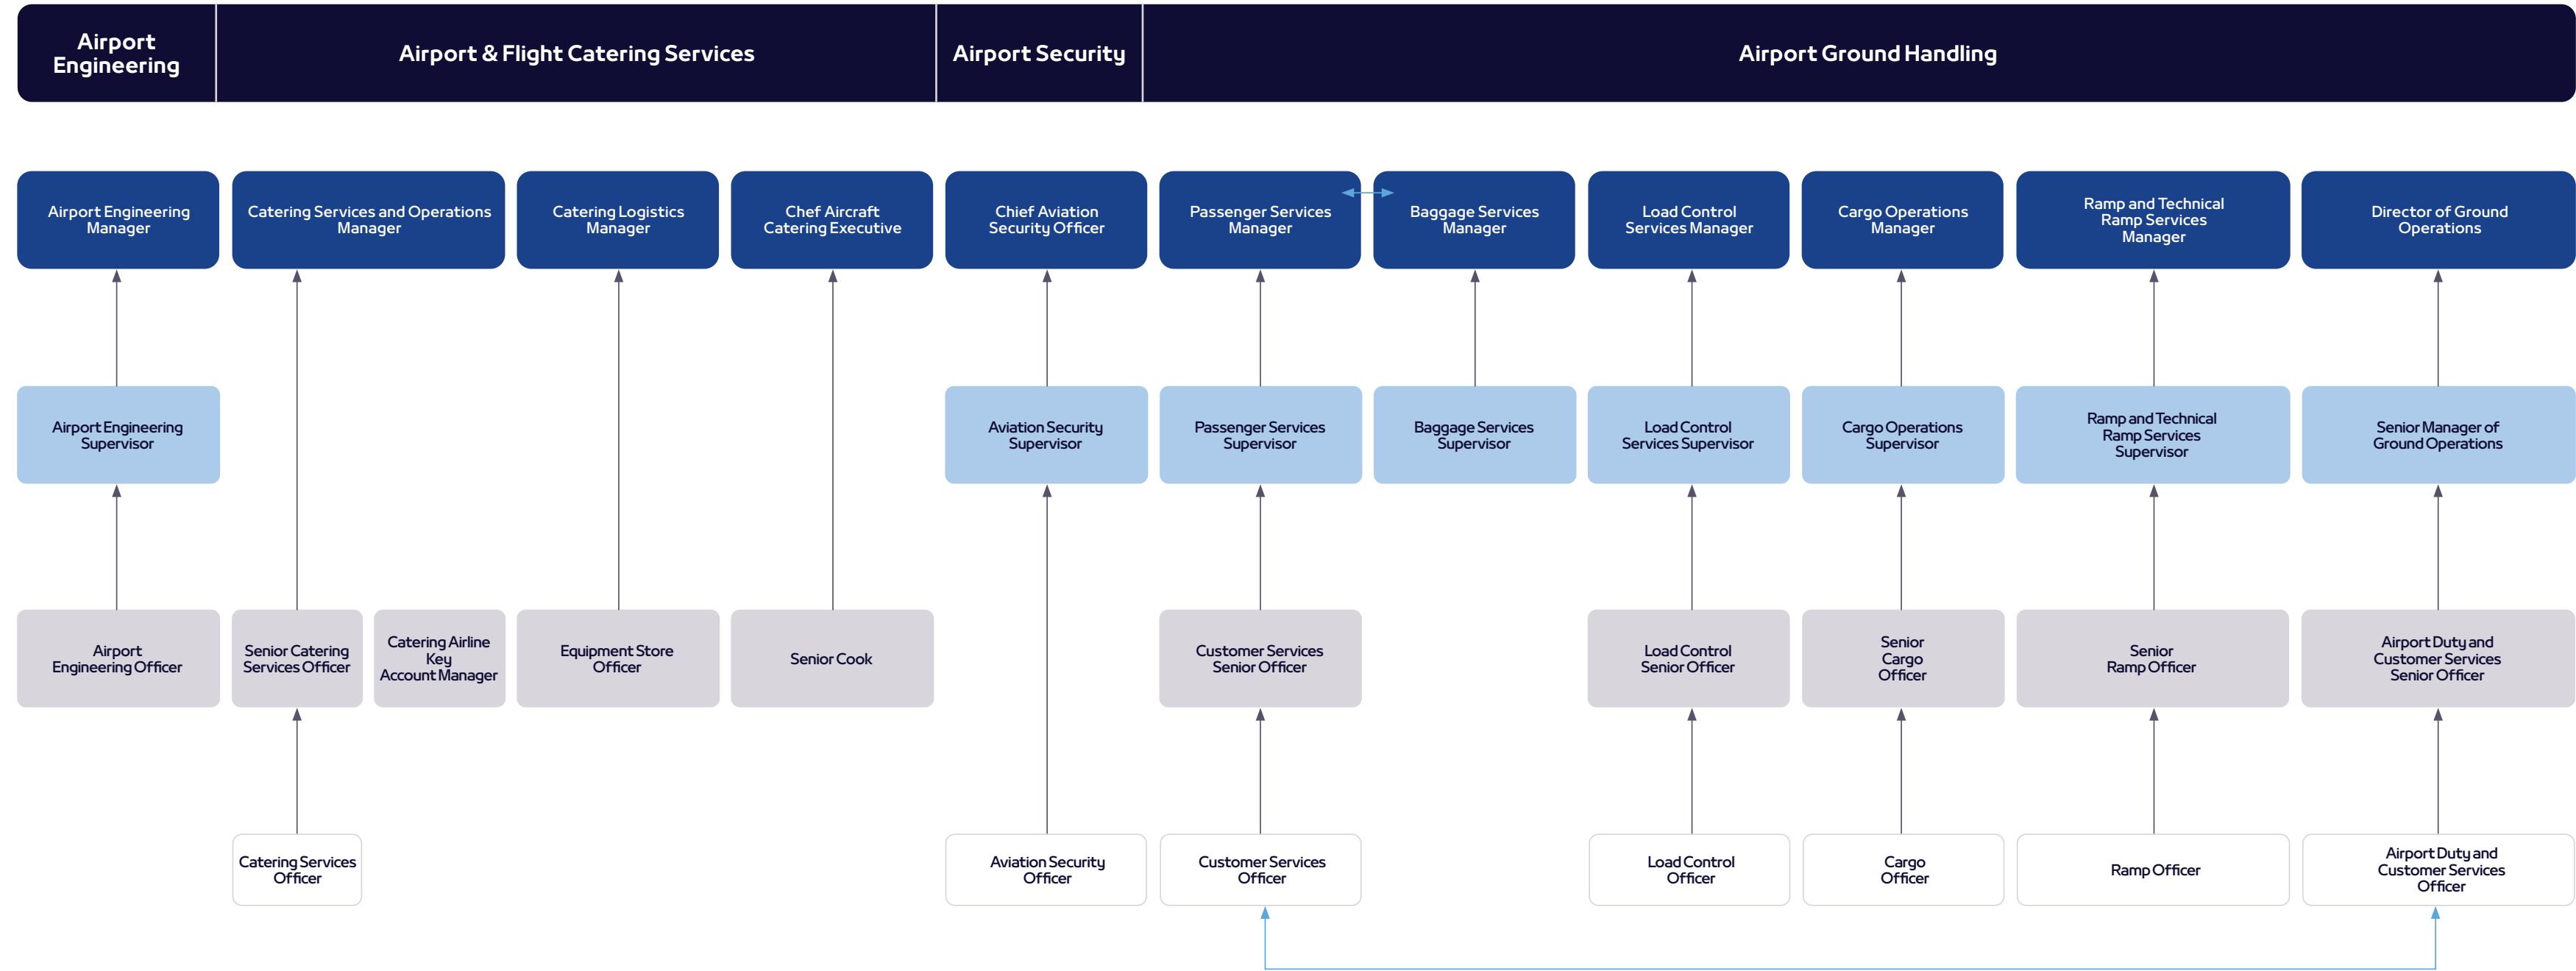 Airport
Engineering
Airport & Flight Catering Services
Airport Security
Airport Ground Handling
Airport Engineering
Manager
Catering Services and Operations
Manager
Catering Logistics
Manager
Chef Aircraft
Catering Executive
Chief Aviation
Security Officer
Passenger Services
Manager
Baggage Services
Manager
Load Control
Services Manager
Cargo Operations
Manager
Ramp and Technical
Ramp Services
Manager
Director of Ground
Operations
Airport Engineering
Supervisor
Aviation Security
Supervisor
Passenger Services
Supervisor
Baggage Services
Supervisor
Load Control
Services Supervisor
Cargo Operations
Supervisor
Ramp and Technical
Ramp Services
Supervisor
Senior Manager of
Ground Operations
Airport
Engineering Officer
Senior Catering
Services Officer
Catering Airline
Key
Account Manager
Equipment Store
Officer
Senior Cook
Customer Services
Senior Officer
Load Control
Senior Officer
Senior
Cargo
Officer
Senior
Ramp Officer
Airport Duty and
Customer Services
Senior Officer
Catering Services
Officer
Aviation Security
Officer
Customer Services
Officer
Load Control
Officer
Cargo
Officer
Ramp Officer
Airport Duty and
Customer Services
Officer